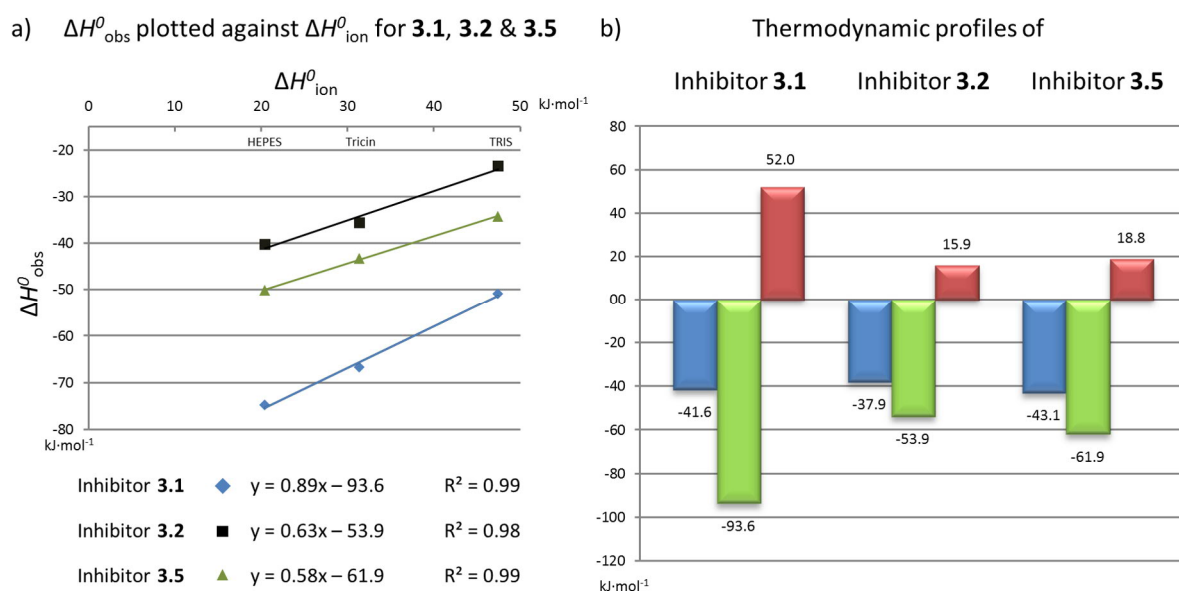 a) ΔH⁰obs plotted against ΔH⁰ion for 3.1, 3.2 & 3.5
ΔH⁰ion
0 10 20 30 40 50 kJ·mol⁻¹
HEPES Tricin TRIS
-20
-30
-40
-50
-60
-70
-80
kJ·mol⁻¹
ΔH⁰obs
Inhibitor 3.1 y = 0.89x – 93.6 R² = 0.99
Inhibitor 3.2 y = 0.63x – 53.9 R² = 0.98
Inhibitor 3.5 y = 0.58x – 61.9 R² = 0.99
b) Thermodynamic profiles of
Inhibitor 3.1 Inhibitor 3.2 Inhibitor 3.5
80
60
40
20
00
-20
-40
-60
-80
-100
-120
kJ·mol⁻¹
52.0
15.9
18.8
-41.6
-37.9
-43.1
-53.9
-61.9
-93.6